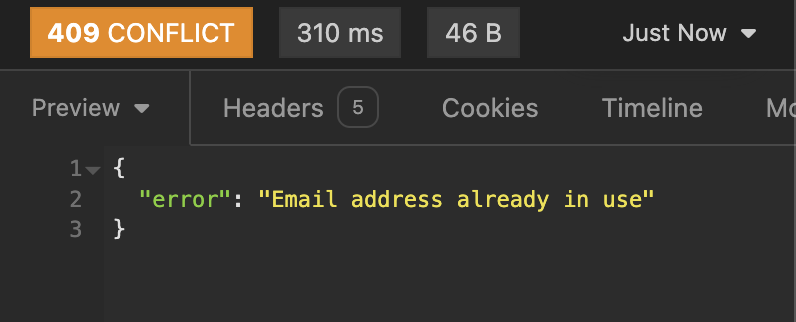 409 CONFLICT 310 ms 46 B Just Now
Preview Headers 5 Cookies Timeline
1 {
2 "error": "Email address already in use"
3 }